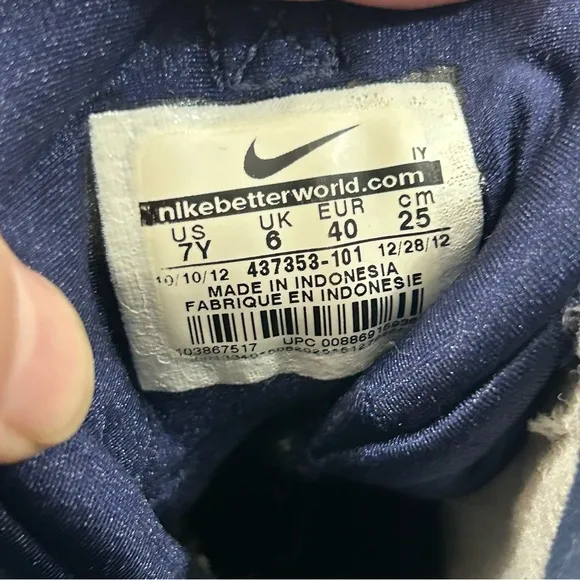 IY
nikebetterworld.com
US UK EUR cm
7Y 6 40 25
10/10/12 437353-101 12/28/12
MADE IN INDONESIA
FABRIQUE EN INDONESIE
103867517 UPC